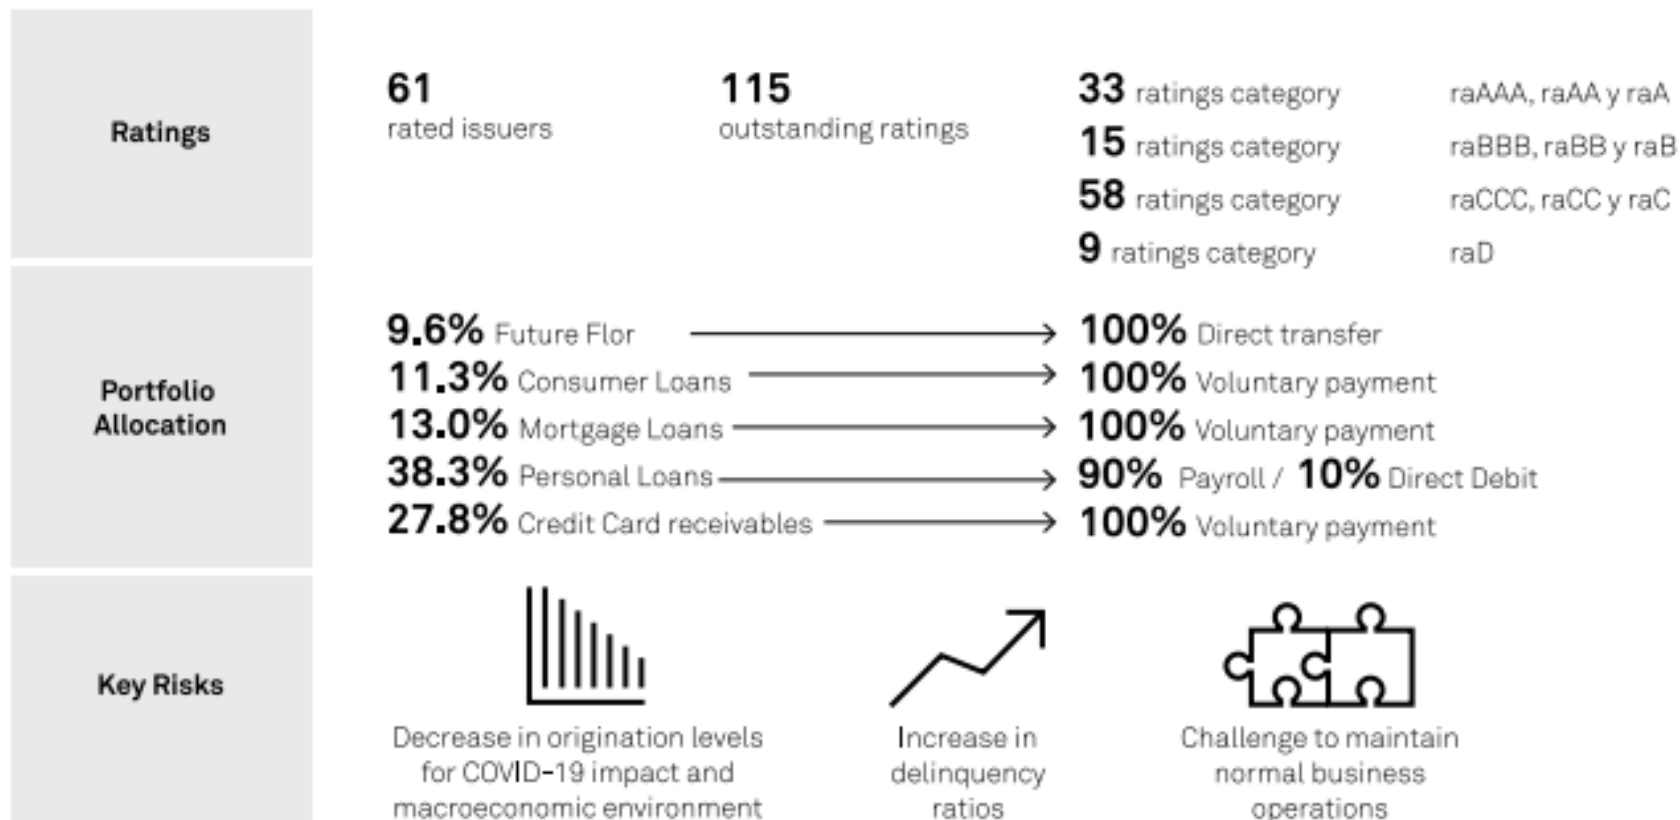 Ratings
61
rated issuers
115
outstanding ratings
33 ratings category raAAA, raAA y raA
15 ratings category raBBB, raBB y raB
58 ratings category raCCC, raCC y raC
9 ratings category raD
Portfolio
Allocation
9.6% Future Flor 100% Direct transfer
11.3% Consumer Loans 100% Voluntary payment
13.0% Mortgage Loans 100% Voluntary payment
38.3% Personal Loans 90% Payroll / 10% Direct Debit
27.8% Credit Card receivables 100% Voluntary payment
Key Risks
Decrease in origination levels
for COVID-19 impact and
macroeconomic environment
Increase in
delinquency
ratios
Challenge to maintain
normal business
operations